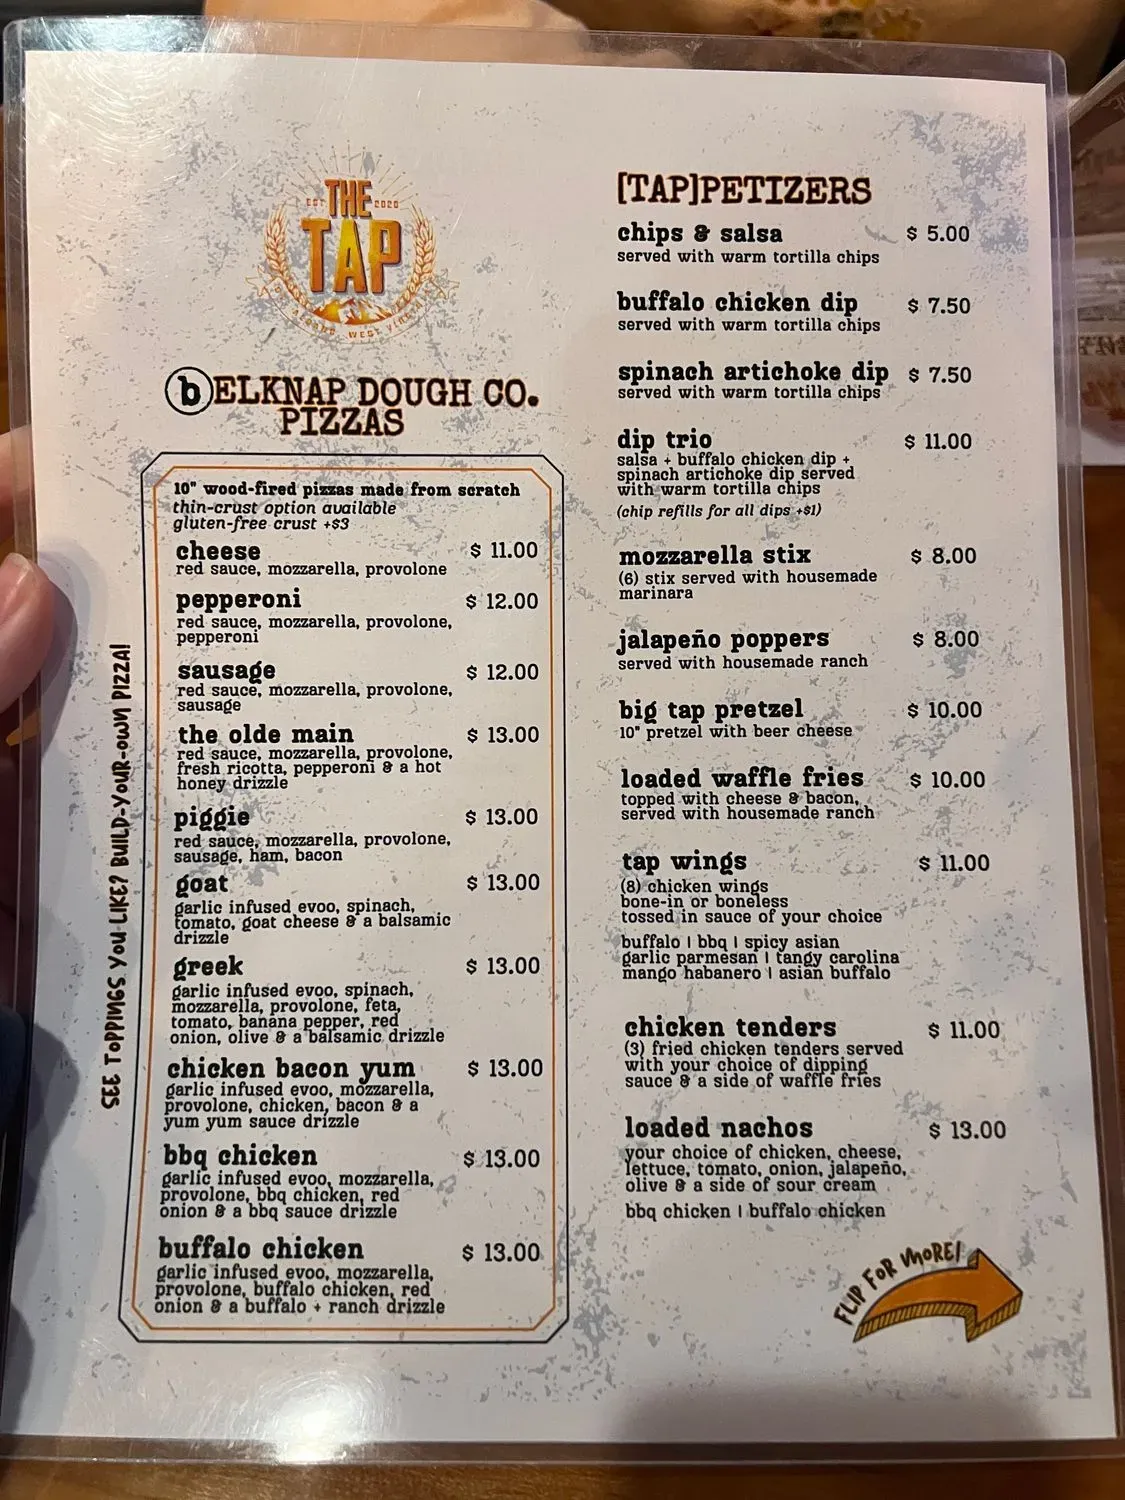 EST. 2020
THE
TAP
WEST VIRGINIA
bELKNAP DOUGH CO.
PIZZAS
10" wood-fired pizzas made from scratch
thin-crust option available
gluten-free crust +$3
cheese $ 11.00
red sauce, mozzarella, provolone
pepperoni $ 12.00
red sauce, mozzarella, provolone,
pepperoni
sausage $ 12.00
red sauce, mozzarella, provolone,
sausage
the olde main $ 13.00
red sauce, mozzarella, provolone,
fresh ricotta, pepperoni & a hot
honey drizzle
piggie $ 13.00
red sauce, mozzarella, provolone,
sausage, ham, bacon
goat $ 13.00
garlic infused evoo, spinach,
tomato, goat cheese & a balsamic
drizzle
greek $ 13.00
garlic infused evoo, spinach,
mozzarella, provolone, feta,
tomato, banana pepper, red
onion, olive & a balsamic drizzle
chicken bacon yum $ 13.00
garlic infused evoo, mozzarella,
provolone, chicken, bacon & a
yum yum sauce drizzle
bbq chicken $ 13.00
garlic infused evoo, mozzarella,
provolone, bbq chicken, red
onion & a bbq sauce drizzle
buffalo chicken $ 13.00
garlic infused evoo, mozzarella,
provolone, buffalo chicken, red
onion & a buffalo + ranch drizzle
SEE TOPPINGS YOU LIKE? BUILD-YOUR-OWN PIZZA!
[TAP]PETIZERS
chips & salsa $ 5.00
served with warm tortilla chips
buffalo chicken dip $ 7.50
served with warm tortilla chips
spinach artichoke dip $ 7.50
served with warm tortilla chips
dip trio $ 11.00
salsa + buffalo chicken dip +
spinach artichoke dip served
with warm tortilla chips
(chip refills for all dips +$1)
mozzarella stix $ 8.00
(6) stix served with housemade
marinara
jalapeño poppers $ 8.00
served with housemade ranch
big tap pretzel $ 10.00
10" pretzel with beer cheese
loaded waffle fries $ 10.00
topped with cheese & bacon,
served with housemade ranch
tap wings $ 11.00
(8) chicken wings
bone-in or boneless
tossed in sauce of your choice
buffalo | bbq | spicy asian
garlic parmesan | tangy carolina
mango habanero | asian buffalo
chicken tenders $ 11.00
(3) fried chicken tenders served
with your choice of dipping
sauce & a side of waffle fries
loaded nachos $ 13.00
your choice of chicken, cheese,
lettuce, tomato, onion, jalapeño,
olive & a side of sour cream
bbq chicken | buffalo chicken
FLIP FOR MORE!